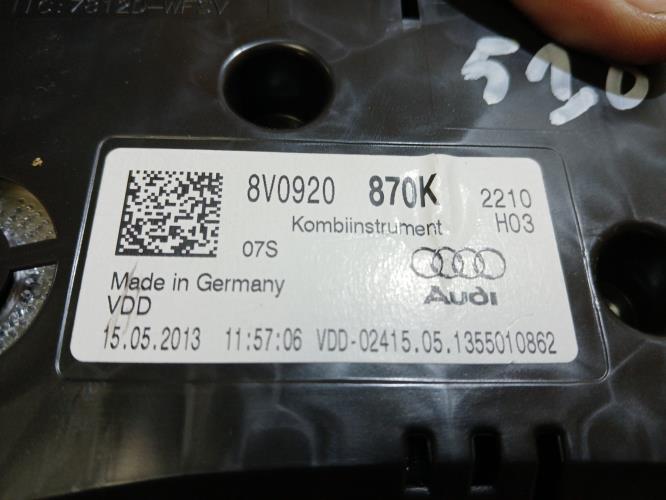 530
8V0920 870K 2210
Kombiinstrument H03
07S
Made in Germany
Audi
VDD
15.05.2013 11:57:06 VDD-02415.05.1355010862